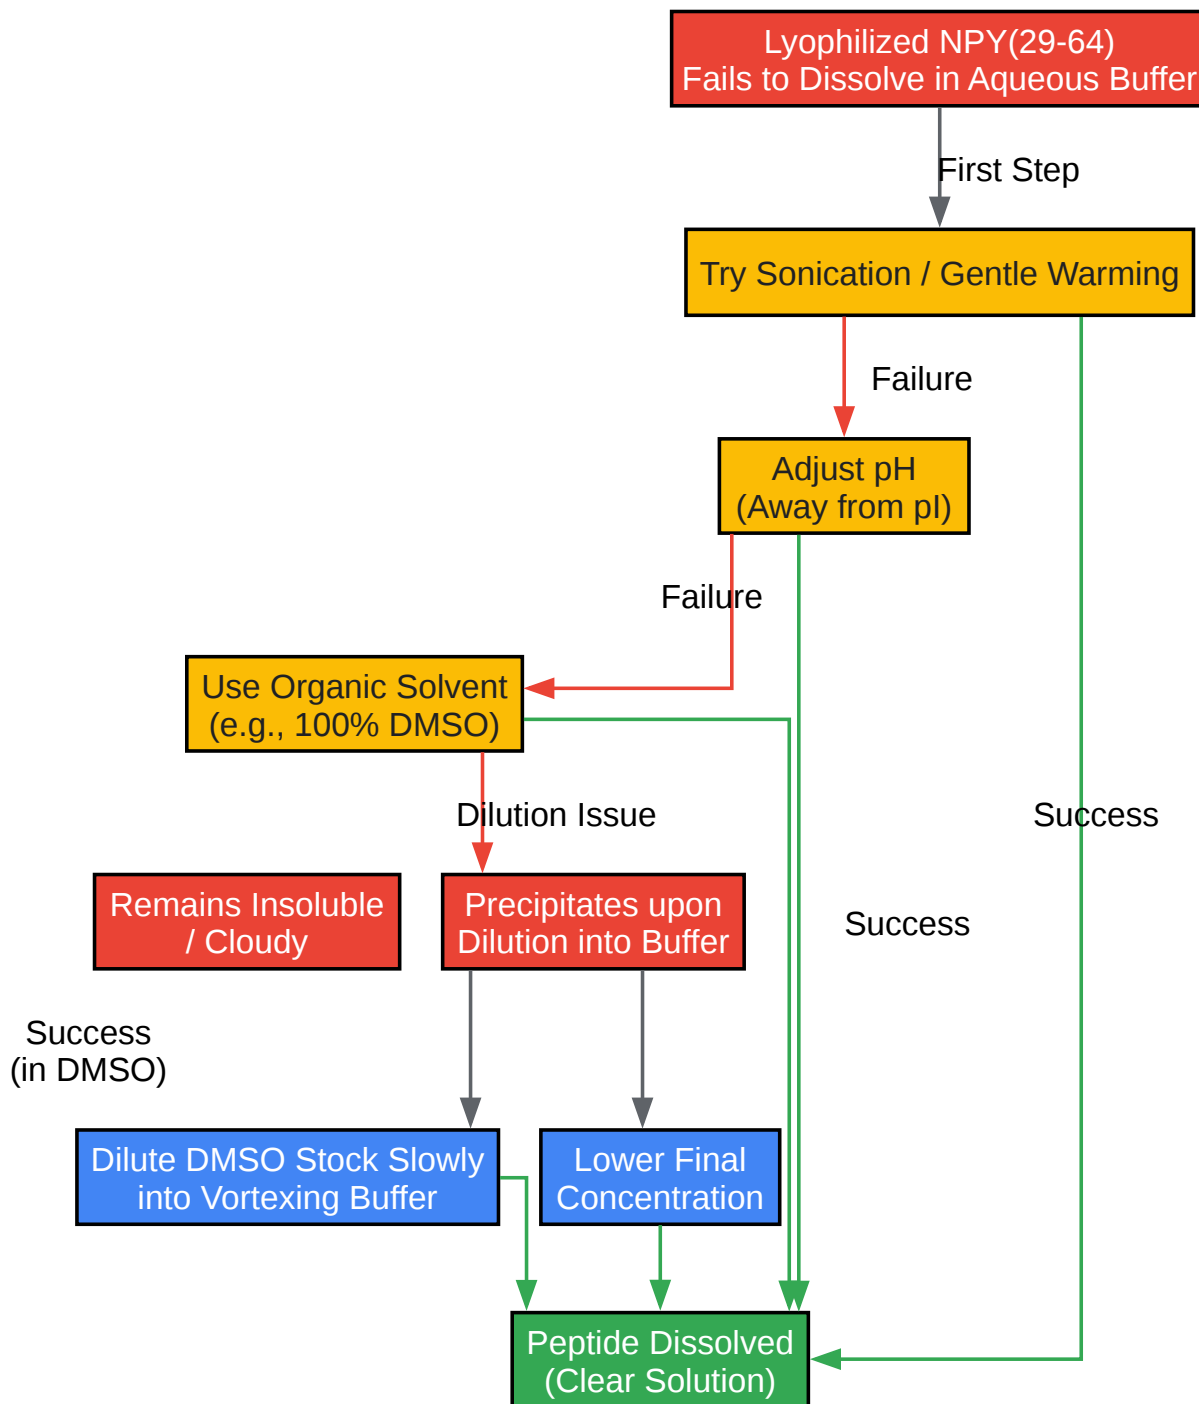 Lyophilized NPY(29-64)
Fails to Dissolve in Aqueous Buffer
First Step
Try Sonication / Gentle Warming
Failure
Adjust pH
(Away from pI)
Failure
Use Organic Solvent
(e.g., 100% DMSO)
Dilution Issue
Success
Remains Insoluble
/ Cloudy
Precipitates upon
Dilution into Buffer
Success
Success
(in DMSO)
Dilute DMSO Stock Slowly
into Vortexing Buffer
Lower Final
Concentration
Peptide Dissolved
(Clear Solution)